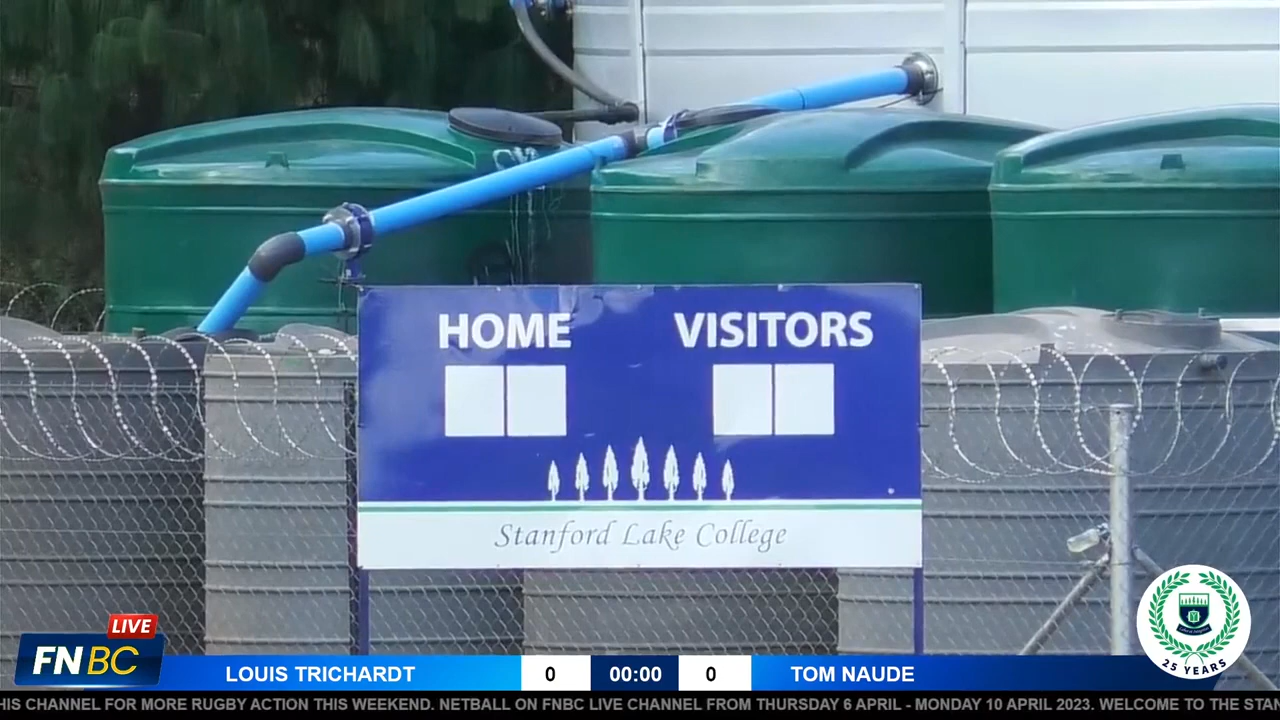 HOME VISITORS
Stanford Lake College
LIVE
FNBC
LOUIS TRICHARDT 0 00:00 0 TOM NAUDE
25 YEARS
HIS CHANNEL FOR MORE RUGBY ACTION THIS WEEKEND. NETBALL ON FNBC LIVE CHANNEL FROM THURSDAY 6 APRIL - MONDAY 10 APRIL 2023. WELCOME TO THE STAN